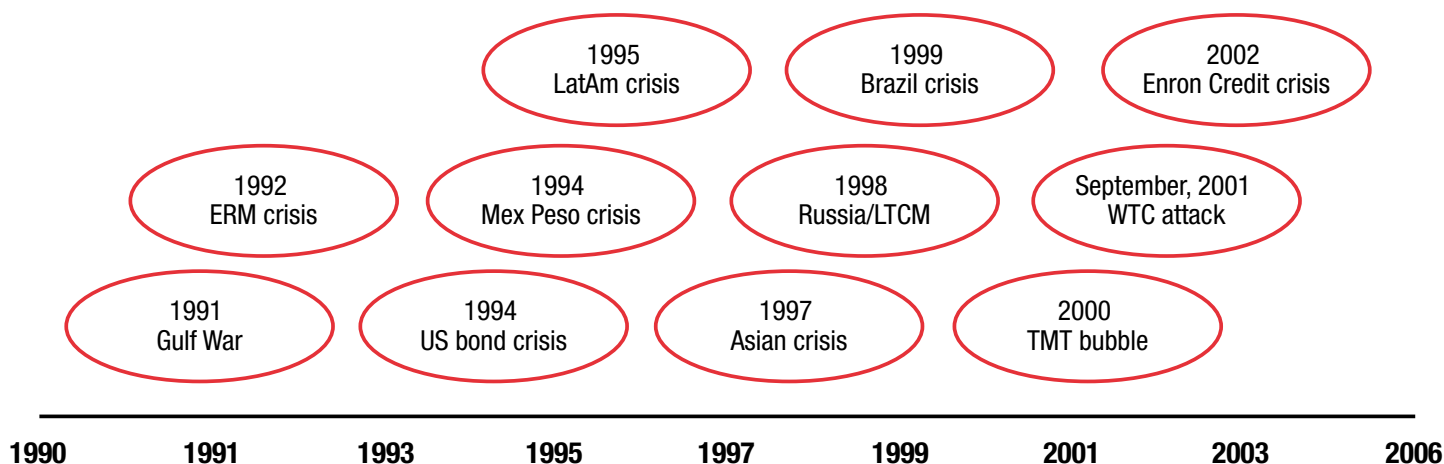 1995
LatAm crisis
1999
Brazil crisis
2002
Enron Credit crisis
1992
ERM crisis
1994
Mex Peso crisis
1998
Russia/LTCM
September, 2001
WTC attack
1991
Gulf War
1994
US bond crisis
1997
Asian crisis
2000
TMT bubble
1990 1991 1993 1995 1997 1999 2001 2003 2006